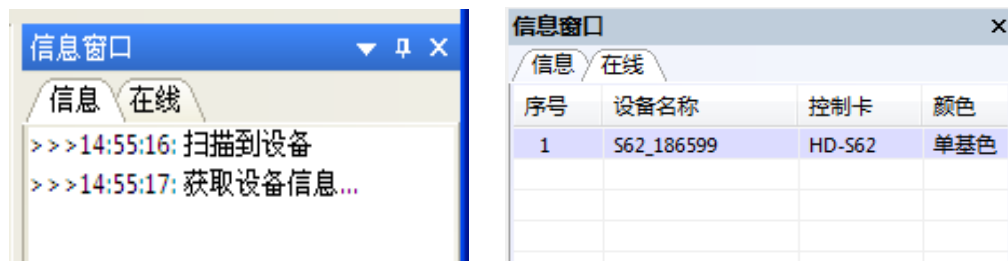 信息窗口
信息 在线
>>>14:55:16: 扫描到设备
>>>14:55:17: 获取设备信息...
信息窗口
信息 在线
序号 设备名称 控制卡 颜色
1 S62_186599 HD-S62 单基色